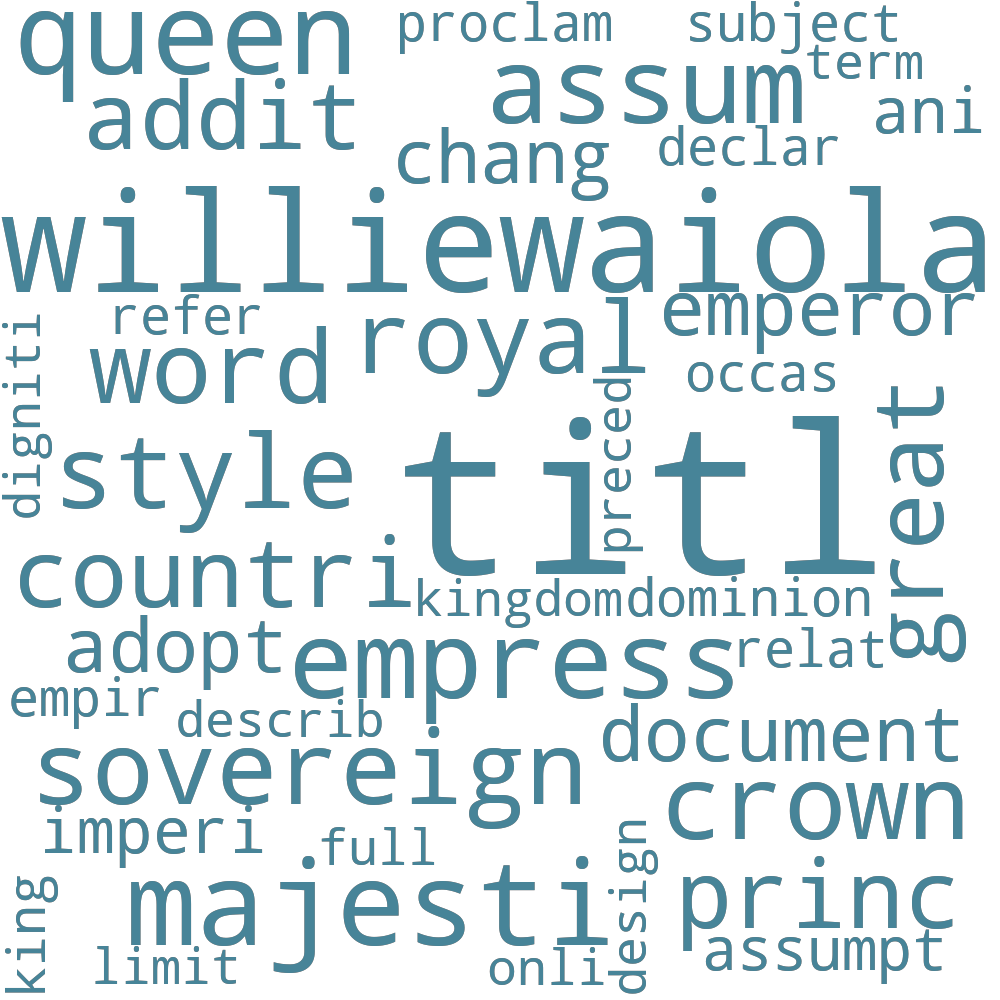 queen
proclam
subject
term
addit
assum
ani
chang
declar
williewaiola
refer
royal
emperor
digniti
word
occas
preced
great
style
titl
countri
kingdom
dominion
adopt
empress
relat
empir
describ
document
sovereign
crown
imperi
full
design
king
majesti
princ
limit
onli
assumpt